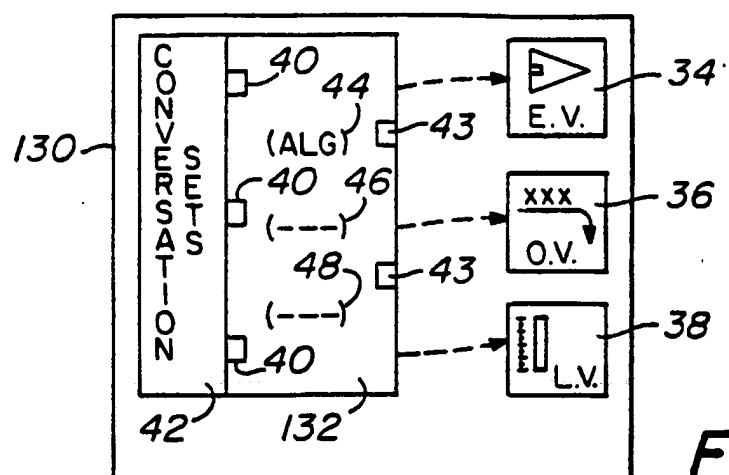 CONVERSATION
SETS
40
44
(ALG)
43
34
E.V.
130
40
46
(----)
XXX
36
O.V.
48
43
(----)
38
L.V.
40
42
132
F